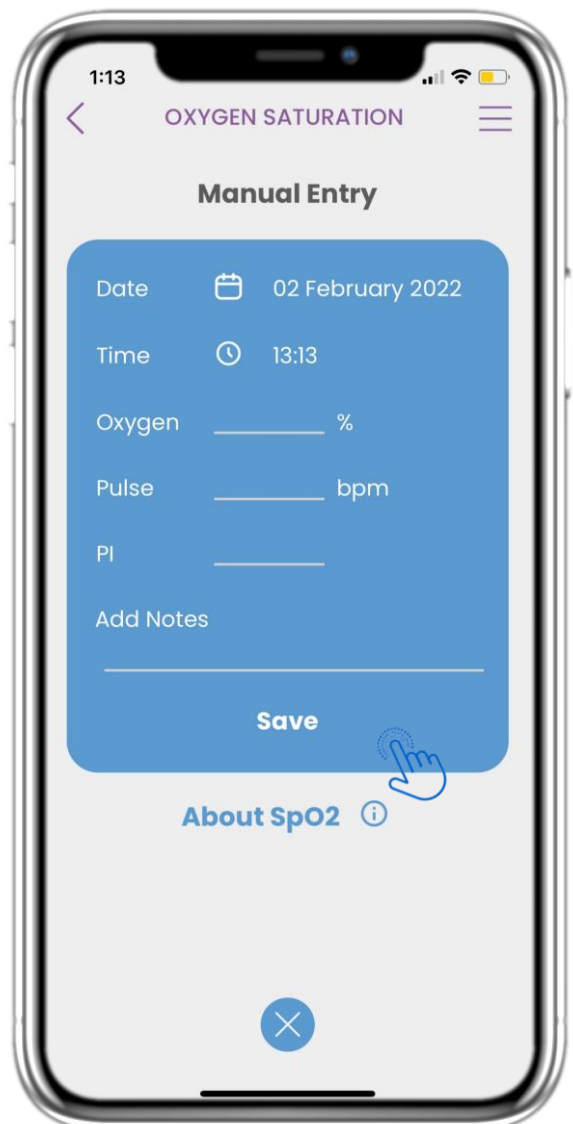 1:13
OXYGEN SATURATION
Manual Entry
Date 02 February 2022
Time 13:13
Oxygen %
Pulse bpm
PI
Add Notes
Save
About SpO2